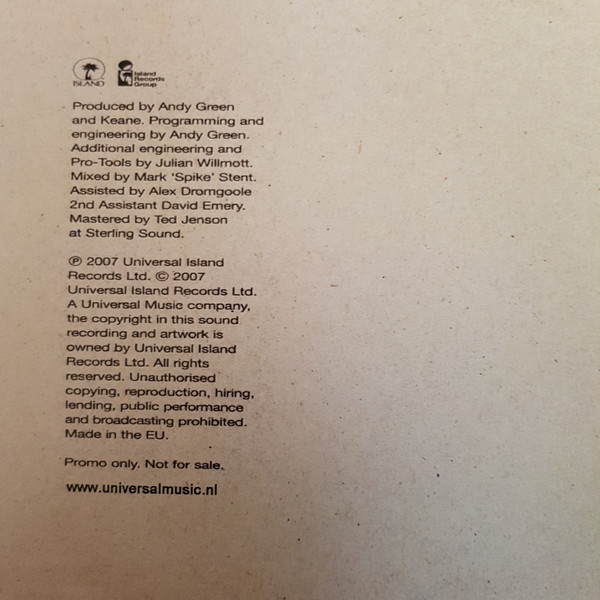 ISLAND
Island
Records
Group
Produced by Andy Green
and Keane. Programming and
engineering by Andy Green.
Additional engineering and
Pro-Tools by Julian Willmott.
Mixed by Mark ‘Spike’ Stent.
Assisted by Alex Dromgoole
2nd Assistant David Emery.
Mastered by Ted Jenson
at Sterling Sound.
℗ 2007 Universal Island
Records Ltd. © 2007
Universal Island Records Ltd.
A Universal Music company,
the copyright in this sound
recording and artwork is
owned by Universal Island
Records Ltd. All rights
reserved. Unauthorised
copying, reproduction, hiring,
lending, public performance
and broadcasting prohibited.
Made in the EU.
Promo only. Not for sale.
www.universalmusic.nl